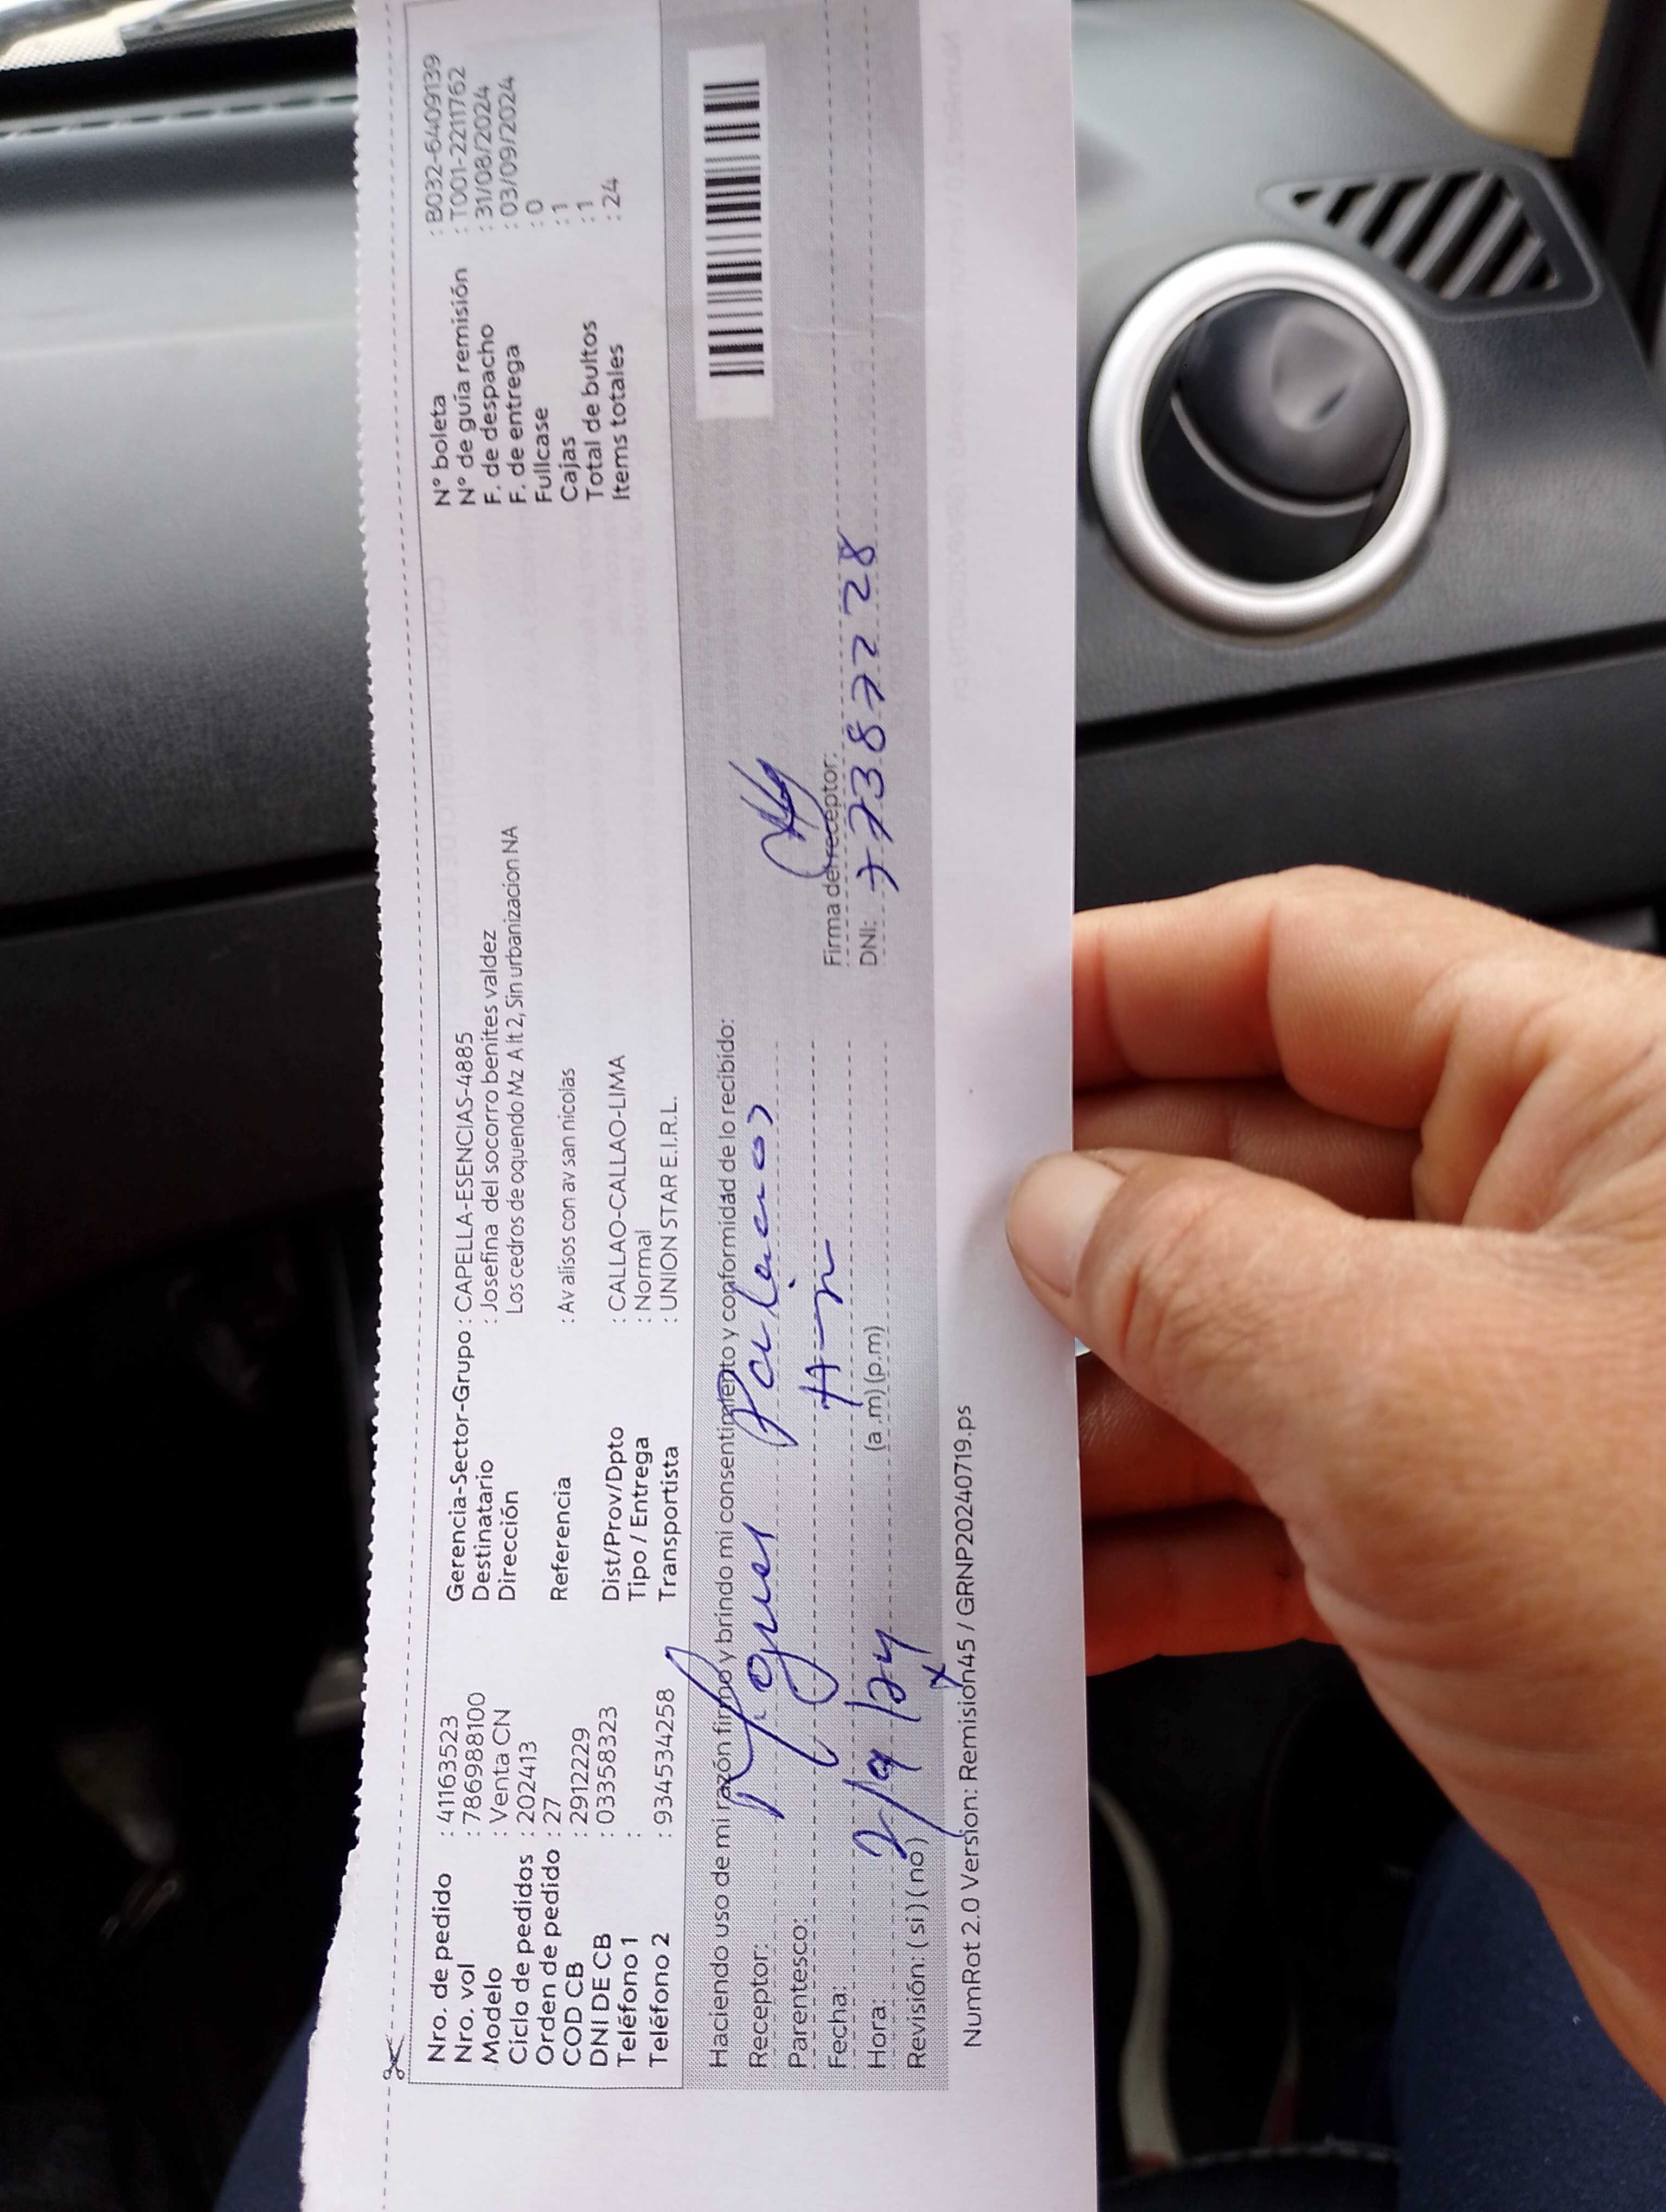 Nro. de pedido : 41163523
Nro. vol : 7869888100
Modelo : Venta CN
Ciclo de pedidos : 202413
Orden de pedido : 27
COD CB : 2912229
DNI DE CB : 03358323
Teléfono 1 :
Teléfono 2 : 934534258
Gerencia-Sector-Grupo : CAPELLA-ESENCIAS-4885
Destinatario : Josefina del socorro benites valdez
Dirección Los cedros de oquendo Mz A lt 2, Sin urbanizacion NA
Referencia : Av alisos con av san nicolas
Dist/Prov/Dpto : CALLAO-CALLAO-LIMA
Tipo / Entrega : Normal
Transportista : UNION STAR E.I.R.L.
N° boleta : B032-6409139
N° de guía remisión : T001-22111762
F. de despacho : 31/08/2024
F. de entrega : 03/09/2024
Fullcase : 0
Cajas : 1
Total de bultos : 1
Items totales : 24
Haciendo uso de mi razón firmo y brindo mi consentimiento y conformidad de lo recibido:
Receptor:
Parentesco:
Fecha: 2/9/24
Hora: (a.m) (p.m)
Revisión: ( si ) ( no )
Firma del receptor:
DNI: 77387228
NumRot 2.0 Version: Remision45 / GRNP20240719.ps